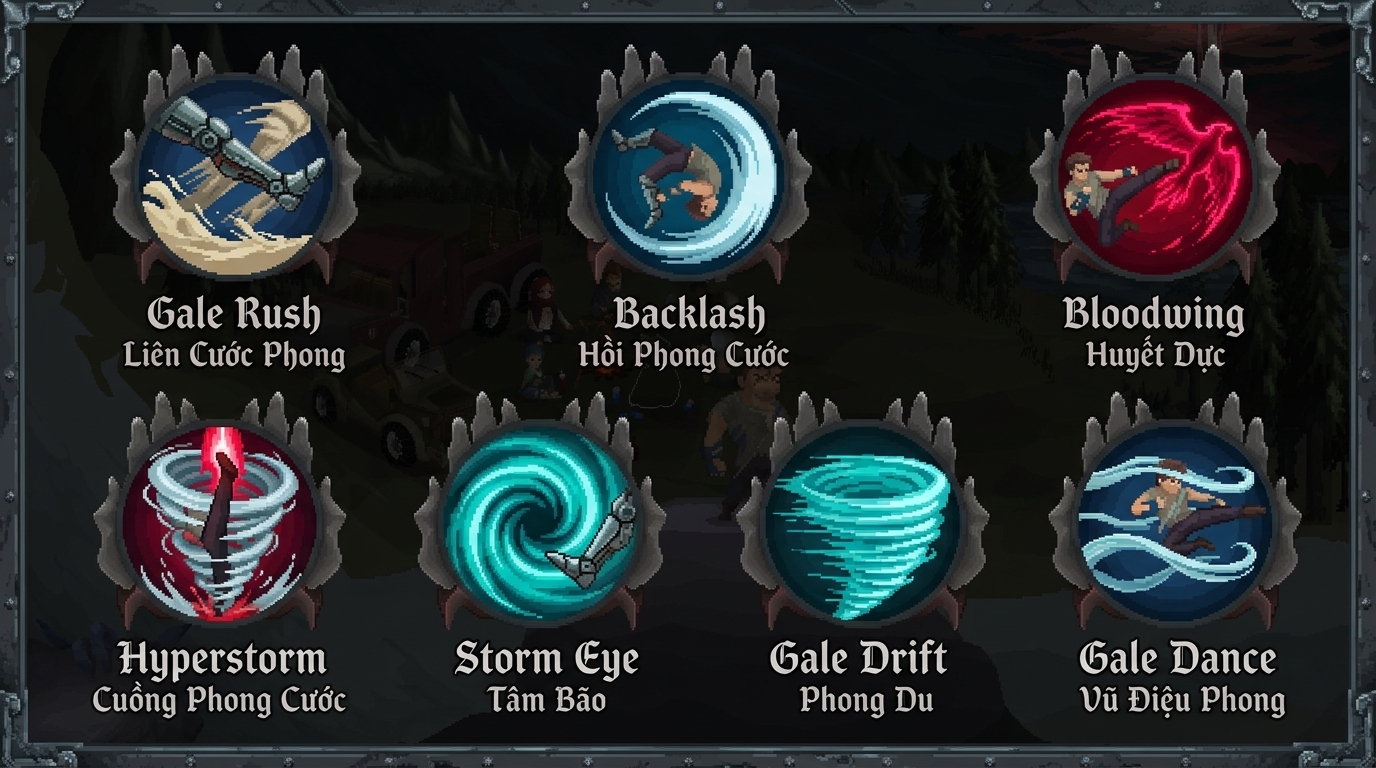 Gale Rush
Liên Cước Phong
Backlash
Hồi Phong Cước
Bloodwing
Huyết Dực
Hyperstorm
Cuồng Phong Cước
Storm Eye
Tâm Bão
Gale Drift
Phong Du
Gale Dance
Vũ Điệu Phong